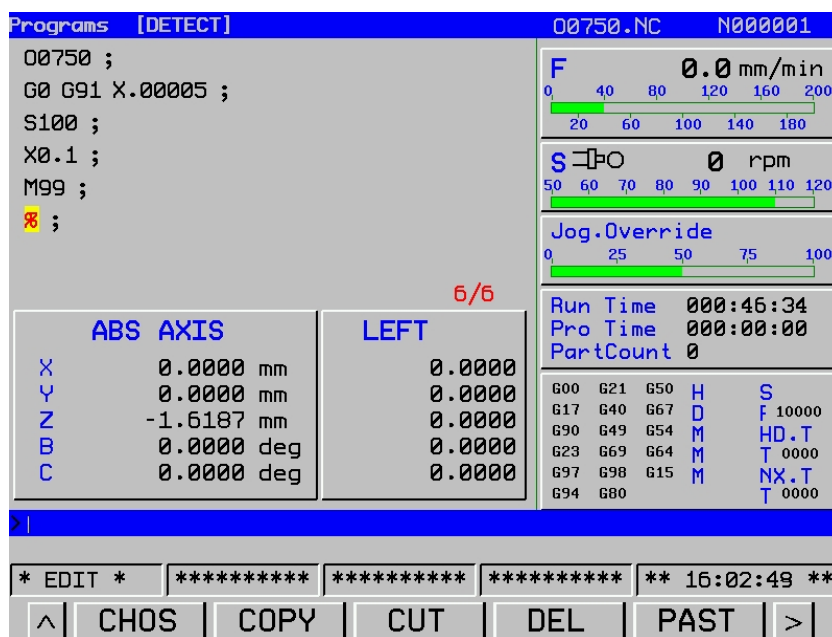 Programs [DETECT] O0750.NC N000001
O0750 ;
G0 G91 X.00005 ;
S100 ;
X0.1 ;
M99 ;
% ;
6/6
F 0.0 mm/min
0 40 80 120 160 200
20 60 100 140 180
S 0 rpm
50 60 70 80 90 100 110 120
Jog.Override
0 25 50 75 100
Run Time 000:46:34
Pro Time 000:00:00
PartCount 0
ABS AXIS LEFT
X 0.0000 mm 0.0000
Y 0.0000 mm 0.0000
Z -1.6187 mm 0.0000
B 0.0000 deg 0.0000
C 0.0000 deg 0.0000
G00 G21 G50 H S
G17 G40 G67 D F 10000
G90 G49 G54 M HD.T
G23 G69 G64 M T 0000
G97 G98 G15 M NX.T
G94 G80 T 0000
>
* EDIT * ********** ********** ********** ** 16:02:49 **
^ CHOS COPY CUT DEL PAST >